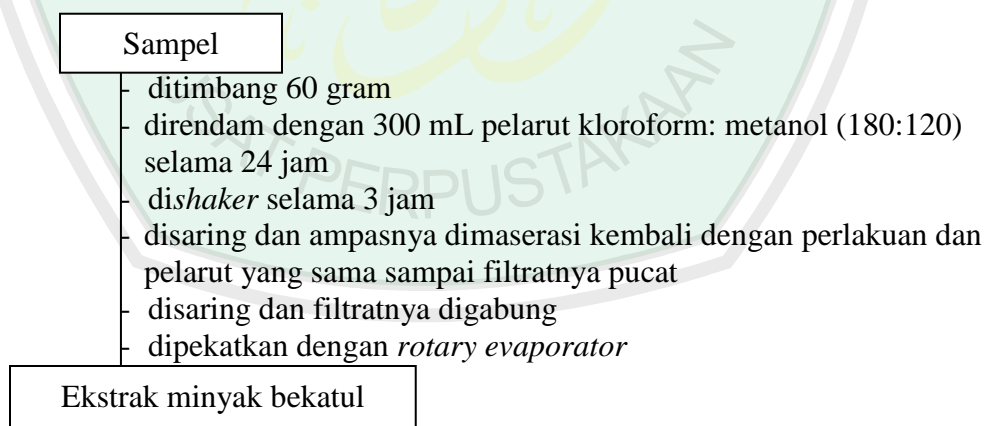 Sampel
- ditimbang 60 gram
- direndam dengan 300 mL pelarut kloroform: metanol (180:120)
selama 24 jam
- dishaker selama 3 jam
- disaring dan ampasnya dimaserasi kembali dengan perlakuan dan
pelarut yang sama sampai filtratnya pucat
- disaring dan filtratnya digabung
- dipekatkan dengan rotary evaporator
Ekstrak minyak bekatul
SAT PERPUSTAKAAN